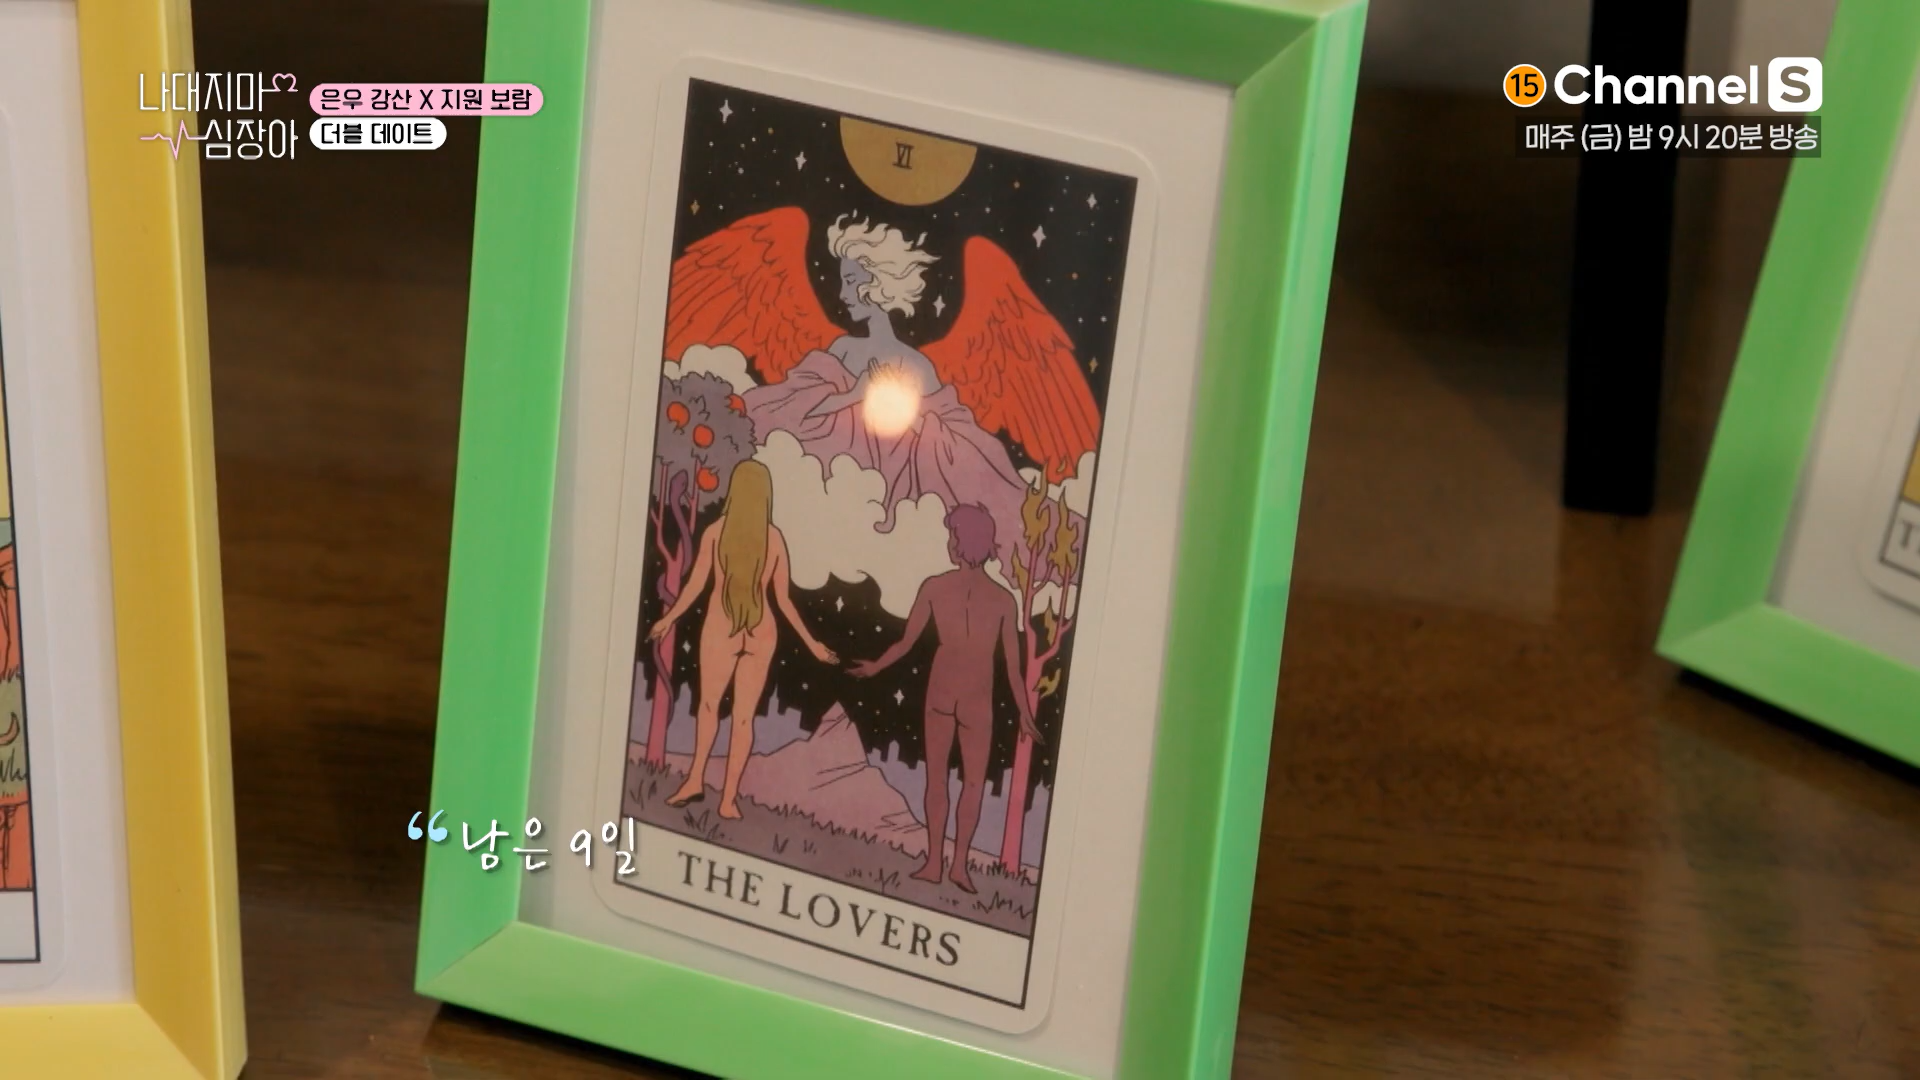 나대지마
심장아
은우 강산 X 지원 보람
더블 데이트
15 Channel S
매주 (금) 밤 9시 20분 방송
VI
“남은 9일
THE LOVERS